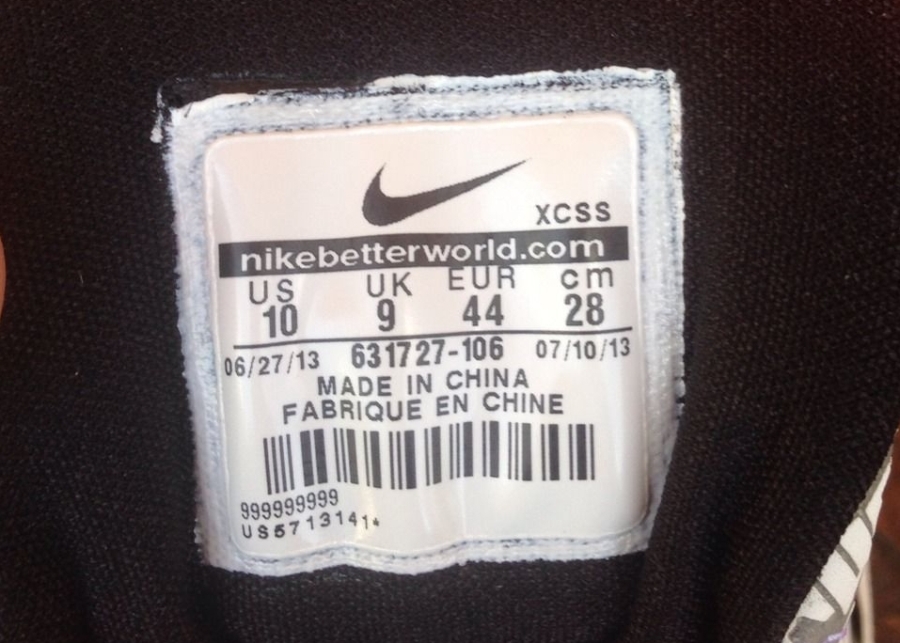 XCSS
nikebetterworld.com
US UK EUR cm
10 9 44 28
06/27/13 631727-106 07/10/13
MADE IN CHINA
FABRIQUE EN CHINE
999999999
US5713141*